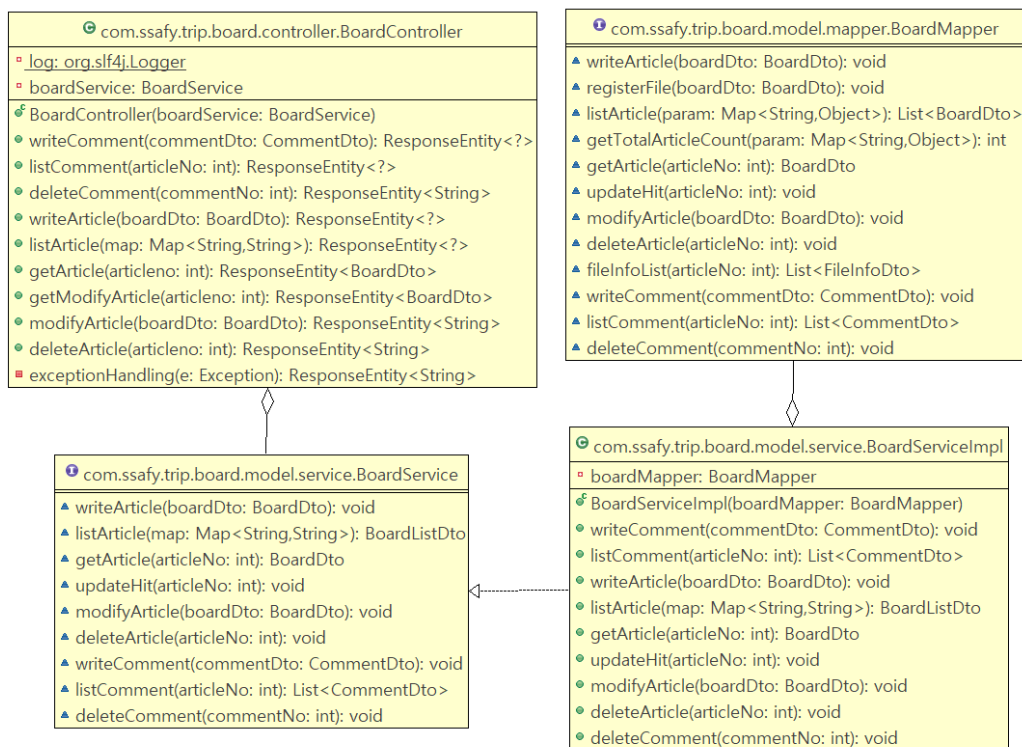 com.ssafy.trip.board.controller.BoardController
log: org.slf4j.Logger
boardService: BoardService
BoardController(boardService: BoardService)
writeComment(commentDto: CommentDto): ResponseEntity<?>
listComment(articleNo: int): ResponseEntity<?>
deleteComment(commentNo: int): ResponseEntity<String>
writeArticle(boardDto: BoardDto): ResponseEntity<?>
listArticle(map: Map<String,String>): ResponseEntity<?>
getArticle(articleno: int): ResponseEntity<BoardDto>
getModifyArticle(articleno: int): ResponseEntity<BoardDto>
modifyArticle(boardDto: BoardDto): ResponseEntity<String>
deleteArticle(articleno: int): ResponseEntity<String>
exceptionHandling(e: Exception): ResponseEntity<String>
com.ssafy.trip.board.model.mapper.BoardMapper
writeArticle(boardDto: BoardDto): void
registerFile(boardDto: BoardDto): void
listArticle(param: Map<String,Object>): List<BoardDto>
getTotalArticleCount(param: Map<String,Object>): int
getArticle(articleNo: int): BoardDto
updateHit(articleNo: int): void
modifyArticle(boardDto: BoardDto): void
deleteArticle(articleNo: int): void
fileInfoList(articleNo: int): List<FileInfoDto>
writeComment(commentDto: CommentDto): void
listComment(articleNo: int): List<CommentDto>
deleteComment(commentNo: int): void
com.ssafy.trip.board.model.service.BoardService
writeArticle(boardDto: BoardDto): void
listArticle(map: Map<String,String>): BoardListDto
getArticle(articleNo: int): BoardDto
updateHit(articleNo: int): void
modifyArticle(boardDto: BoardDto): void
deleteArticle(articleNo: int): void
writeComment(commentDto: CommentDto): void
listComment(articleNo: int): List<CommentDto>
deleteComment(commentNo: int): void
com.ssafy.trip.board.model.service.BoardServiceImpl
boardMapper: BoardMapper
BoardServiceImpl(boardMapper: BoardMapper)
writeComment(commentDto: CommentDto): void
listComment(articleNo: int): List<CommentDto>
writeArticle(boardDto: BoardDto): void
listArticle(map: Map<String,String>): BoardListDto
getArticle(articleNo: int): BoardDto
updateHit(articleNo: int): void
modifyArticle(boardDto: BoardDto): void
deleteArticle(articleNo: int): void
deleteComment(commentNo: int): void